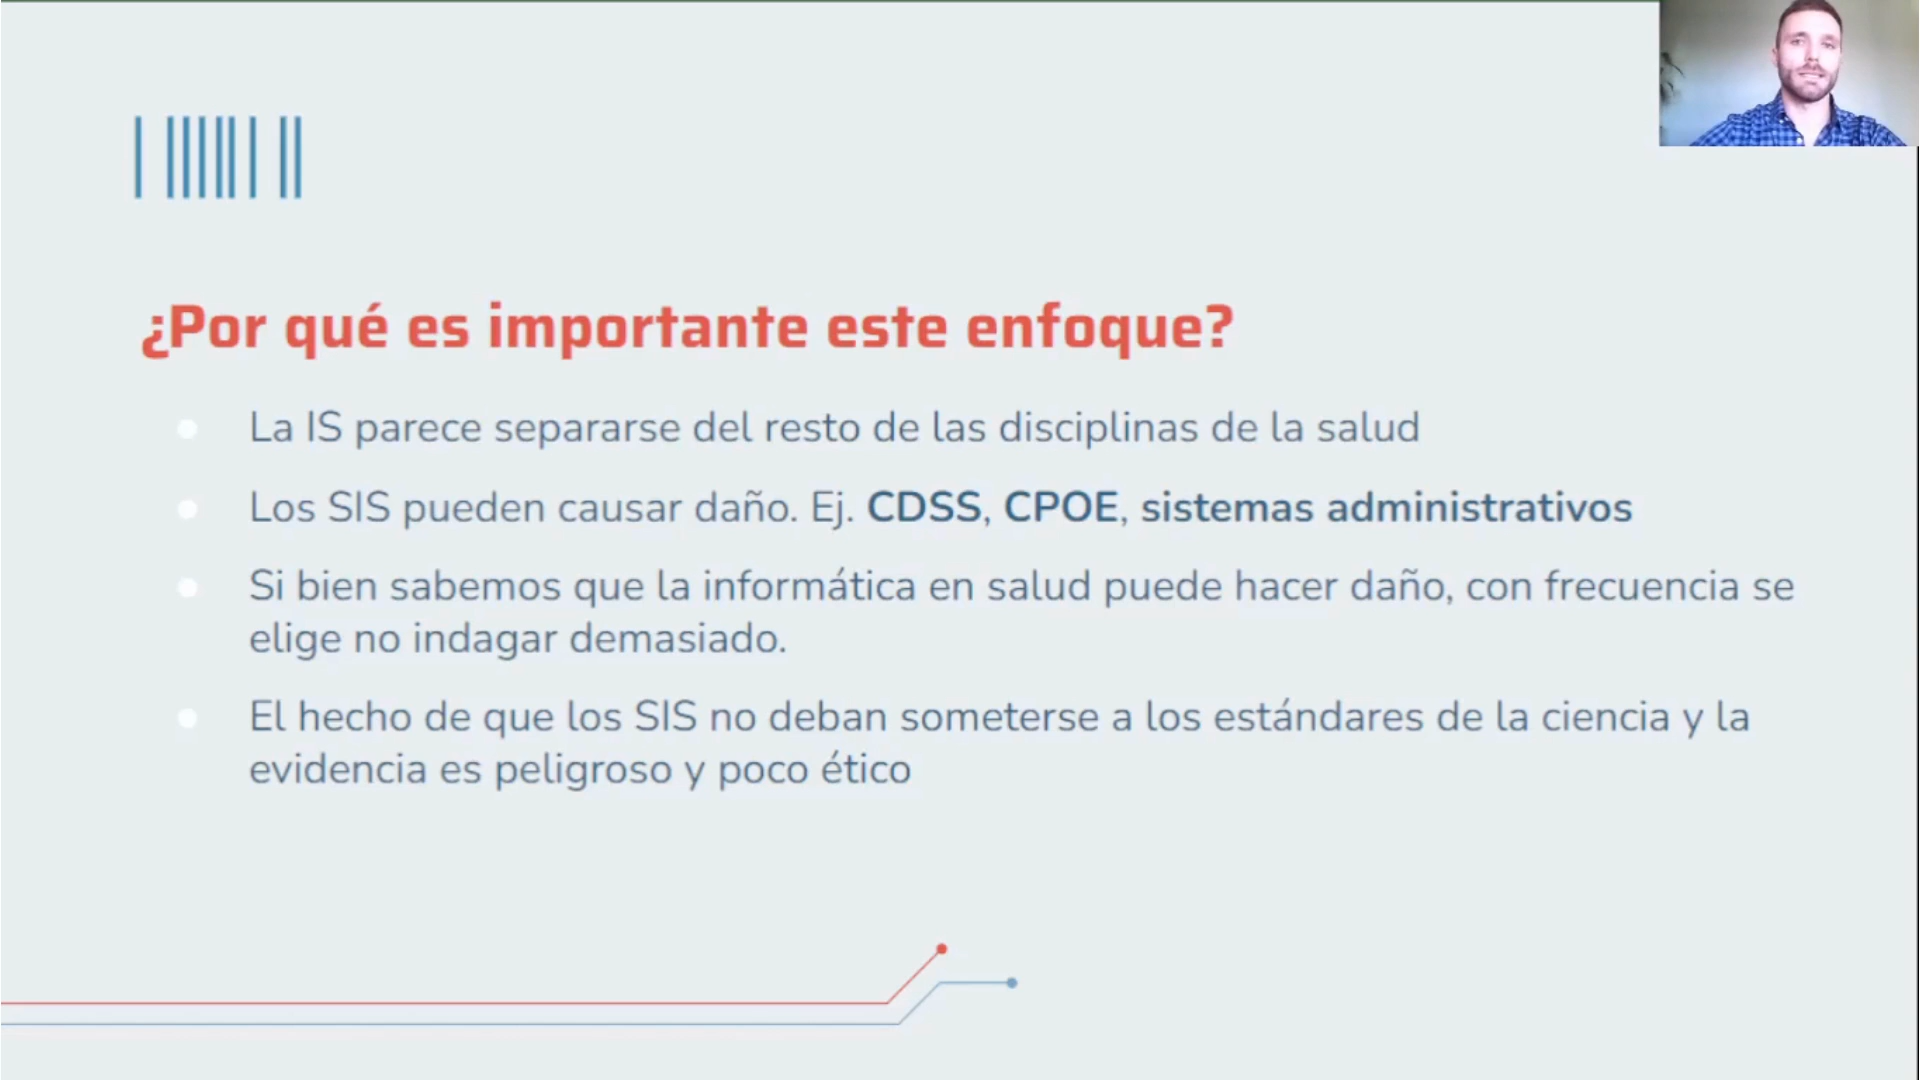 ¿Por qué es importante este enfoque?
La IS parece separarse del resto de las disciplinas de la salud
Los SIS pueden causar daño. Ej. CDSS, CPOE, sistemas administrativos
Si bien sabemos que la informática en salud puede hacer daño, con frecuencia se
elige no indagar demasiado.
El hecho de que los SIS no deban someterse a los estándares de la ciencia y la
evidencia es peligroso y poco ético